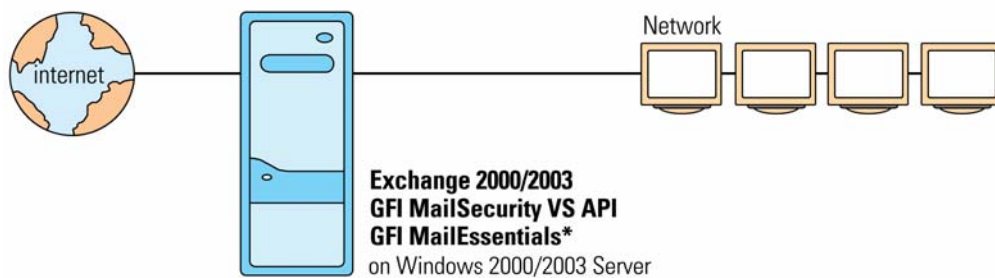 Network
internet
Exchange 2000/2003
GFI MailSecurity VS API
GFI MailEssentials*
on Windows 2000/2003 Server